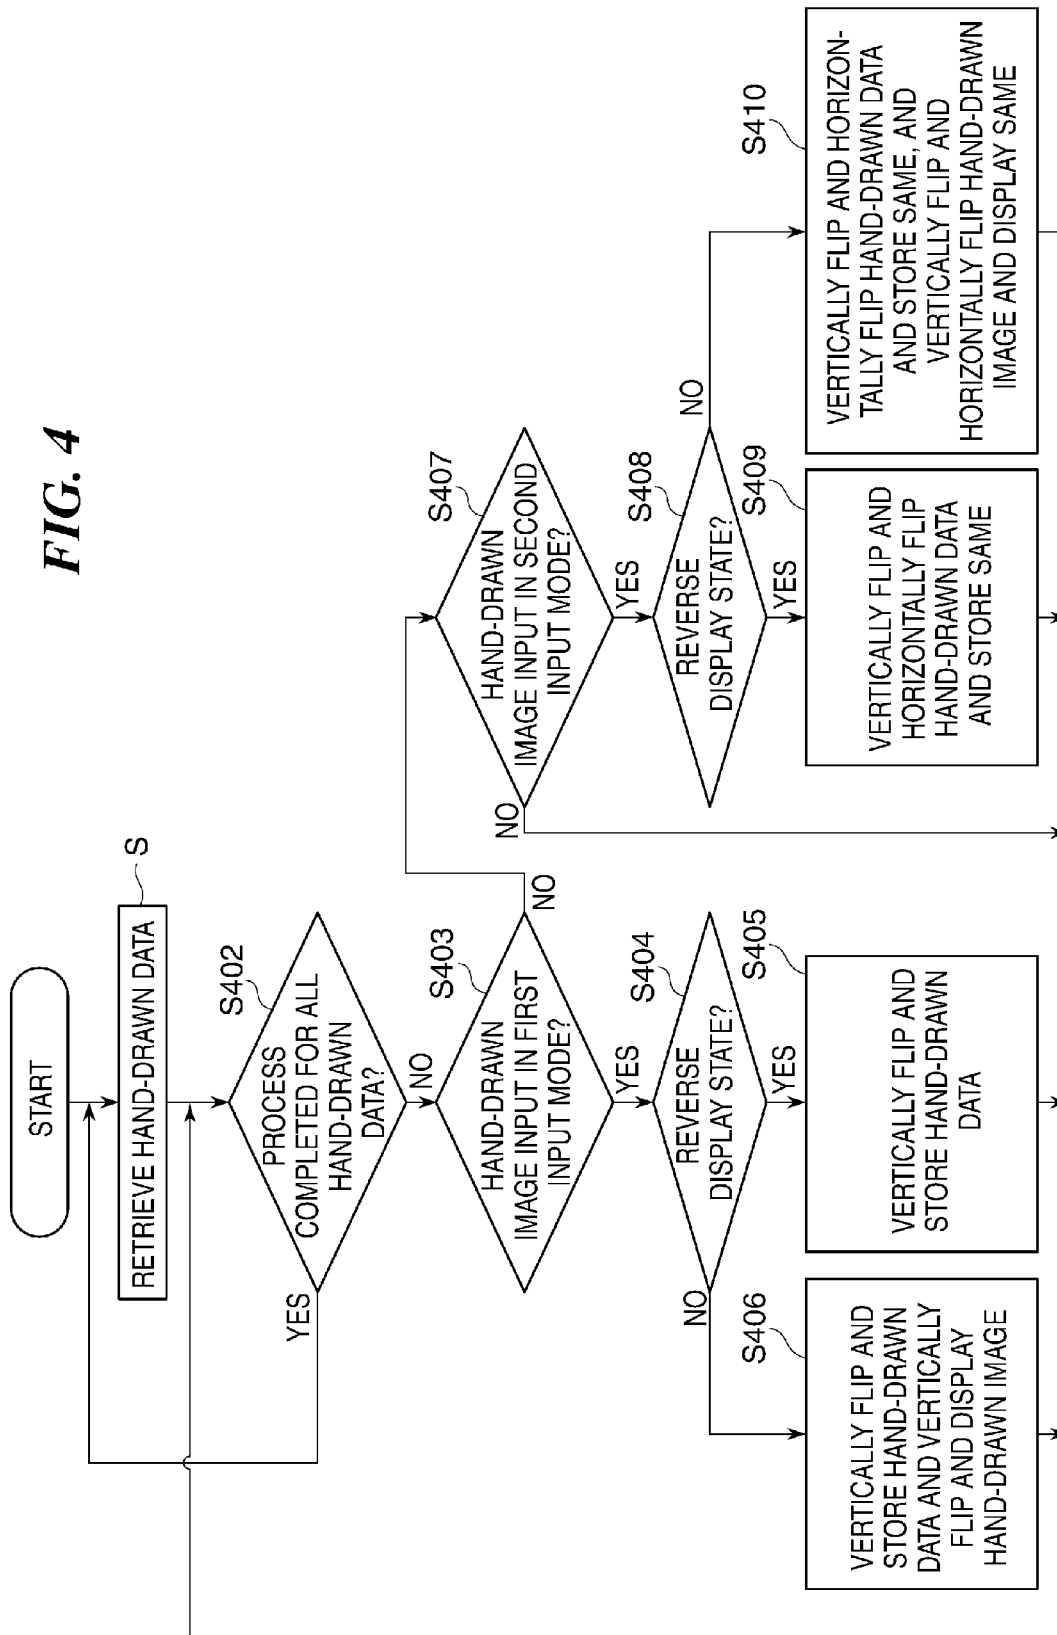 FIG. 4
START
RETRIEVE HAND-DRAWN DATA
S
PROCESS
COMPLETED FOR ALL
HAND-DRAWN
DATA?
S402
YES
NO
HAND-DRAWN
IMAGE INPUT IN FIRST
INPUT MODE?
S403
NO
YES
REVERSE
DISPLAY STATE?
S404
NO
YES
VERTICALLY FLIP AND
STORE HAND-DRAWN
DATA
S405
VERTICALLY FLIP AND
STORE HAND-DRAWN
DATA AND VERTICALLY
FLIP AND DISPLAY
HAND-DRAWN IMAGE
S406
HAND-DRAWN
IMAGE INPUT IN SECOND
INPUT MODE?
S407
NO
YES
REVERSE
DISPLAY STATE?
S408
NO
YES
VERTICALLY FLIP AND
HORIZONTALLY FLIP
HAND-DRAWN DATA
AND STORE SAME
S409
VERTICALLY FLIP AND HORIZON-
TALLY FLIP HAND-DRAWN DATA
AND STORE SAME, AND
VERTICALLY FLIP AND
HORIZONTALLY FLIP HAND-DRAWN
IMAGE AND DISPLAY SAME
S410